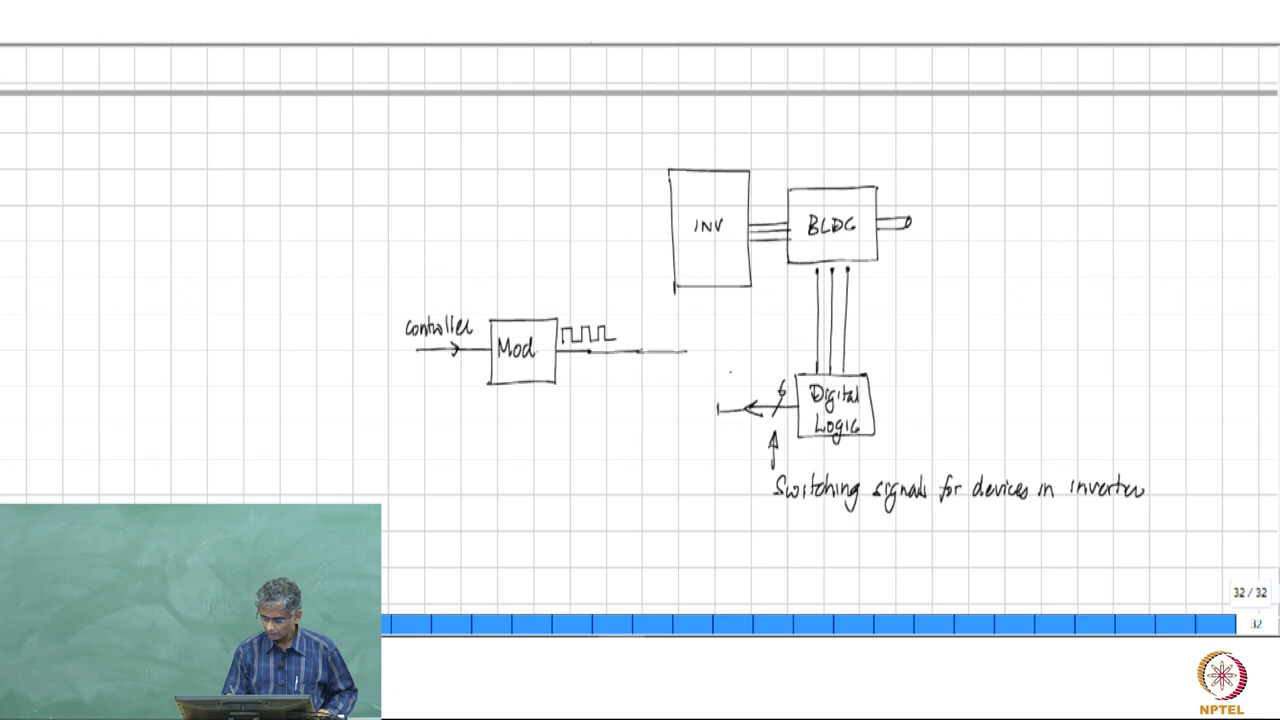 INV
BLDC
controller
Mod
6
Digital
Logic
Switching signals for devices in inverter
32 / 32
32
NPTEL